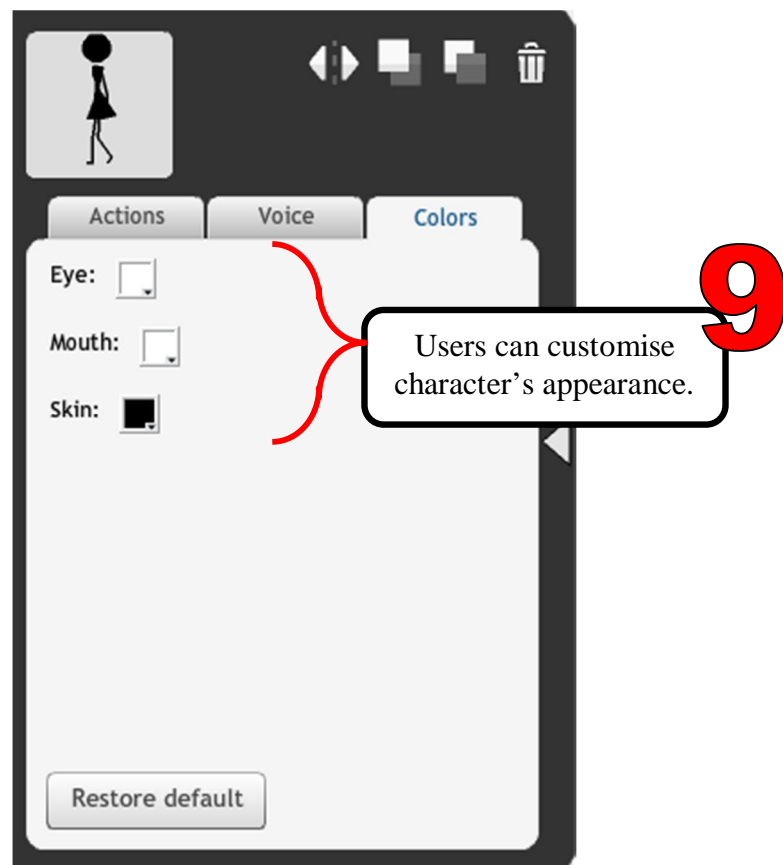 Actions Voice Colors
Eye:
9
Mouth:
Users can customise
character’s appearance.
Skin:
Restore default